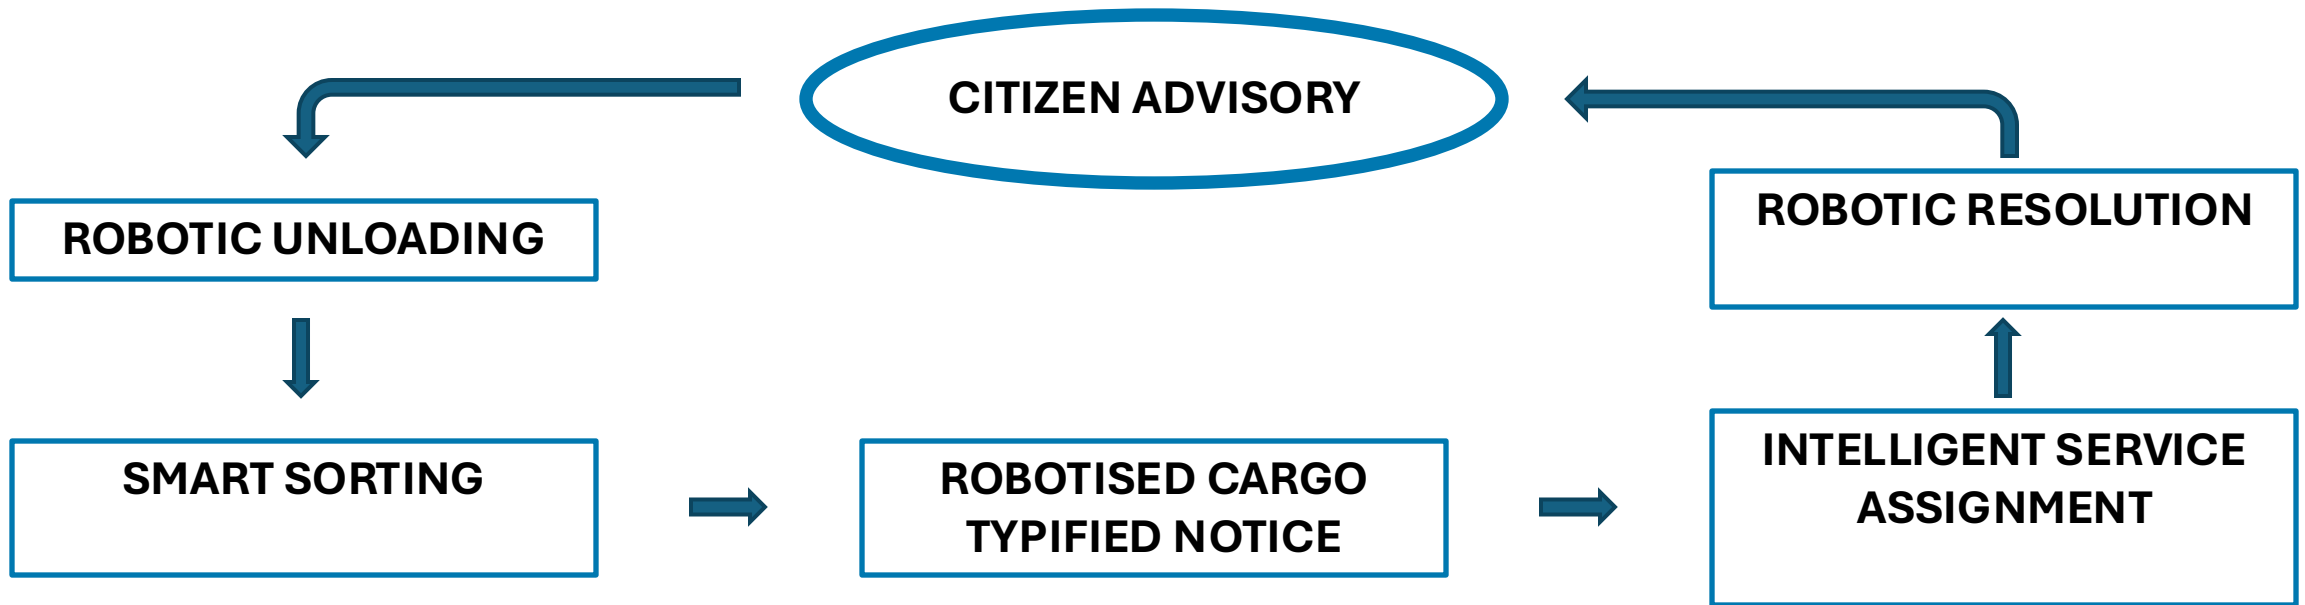 CITIZEN ADVISORY
ROBOTIC UNLOADING
ROBOTIC RESOLUTION
SMART SORTING
ROBOTISED CARGO
TYPIFIED NOTICE
INTELLIGENT SERVICE
ASSIGNMENT